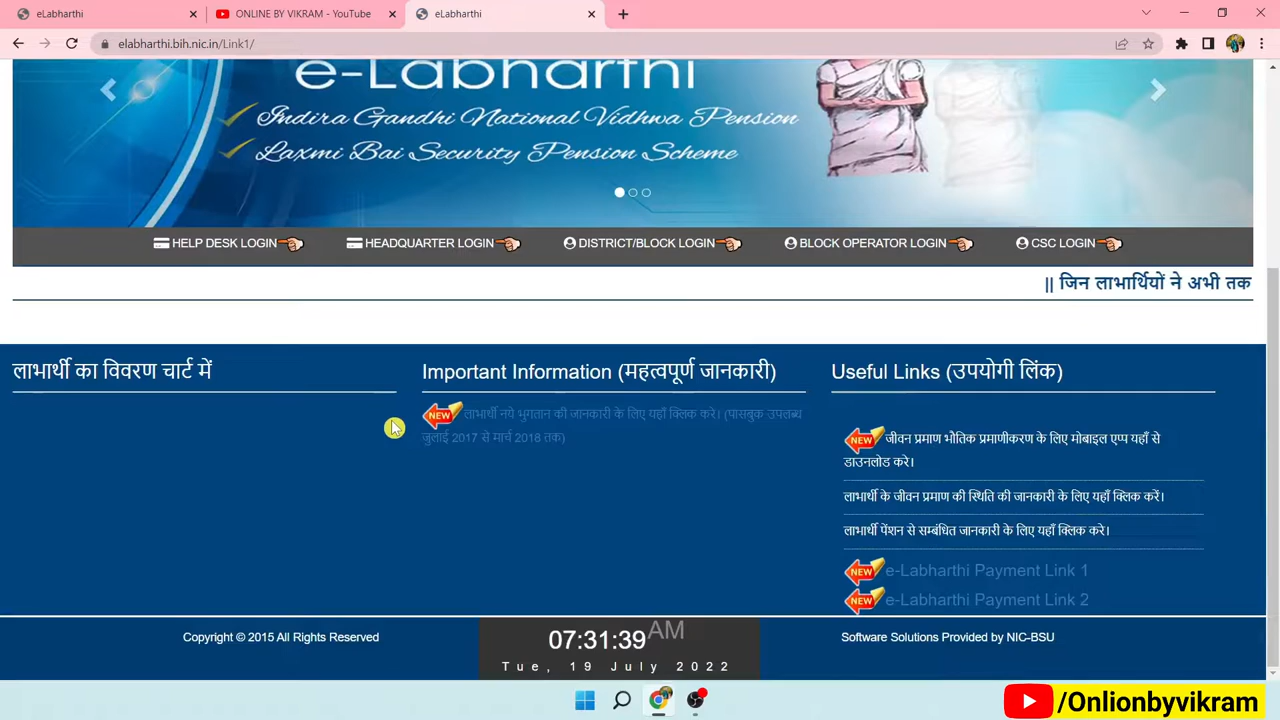 eLabharthi
ONLINE BY VIKRAM - YouTube
eLabharthi
elabharthi.bih.nic.in/Link1/
e-Labharthi
Indira Gandhi National Vidhwa Pension
Laxmi Bai Security Pension Scheme
HELP DESK LOGIN HEADQUARTER LOGIN DISTRICT/BLOCK LOGIN BLOCK OPERATOR LOGIN CSC LOGIN
|| जिन लाभार्थियों ने अभी तक
लाभार्थी का विवरण चार्ट में
Important Information (महत्वपूर्ण जानकारी)
NEW लाभार्थी नये भुगतान की जानकारी के लिए यहाँ क्लिक करे। (पासबुक उपलब्ध
जुलाई 2017 से मार्च 2018 तक)
Useful Links (उपयोगी लिंक)
NEW जीवन प्रमाण भौतिक प्रमाणीकरण के लिए मोबाइल एप्प यहाँ से
डाउनलोड करे।
लाभार्थी के जीवन प्रमाण की स्थिति की जानकारी के लिए यहाँ क्लिक करें।
लाभार्थी पेंशन से सम्बंधित जानकारी के लिए यहाँ क्लिक करे।
NEW e-Labharthi Payment Link 1
NEW e-Labharthi Payment Link 2
Copyright © 2015 All Rights Reserved
07:31:39 AM
Tue, 19 July 2022
Software Solutions Provided by NIC-BSU
/Onlionbyvikram